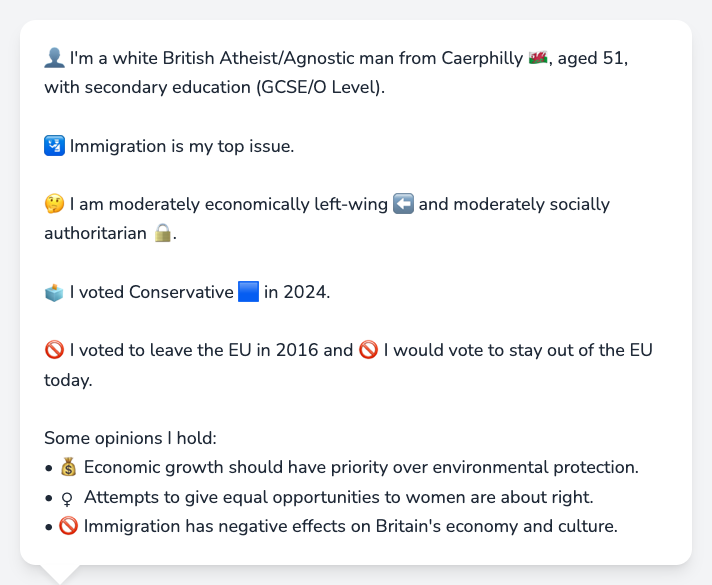 👤 I'm a white British Atheist/Agnostic man from Caerphilly 🏴󠁧󠁢󠁷󠁬󠁳󠁿, aged 51,
with secondary education (GCSE/O Level).
🛂 Immigration is my top issue.
🤔 I am moderately economically left-wing ⬅️ and moderately socially
authoritarian 🔒.
🗳️ I voted Conservative 🟦 in 2024.
🚫 I voted to leave the EU in 2016 and 🚫 I would vote to stay out of the EU
today.
Some opinions I hold:
• 💰 Economic growth should have priority over environmental protection.
• ♀ Attempts to give equal opportunities to women are about right.
• 🚫 Immigration has negative effects on Britain's economy and culture.